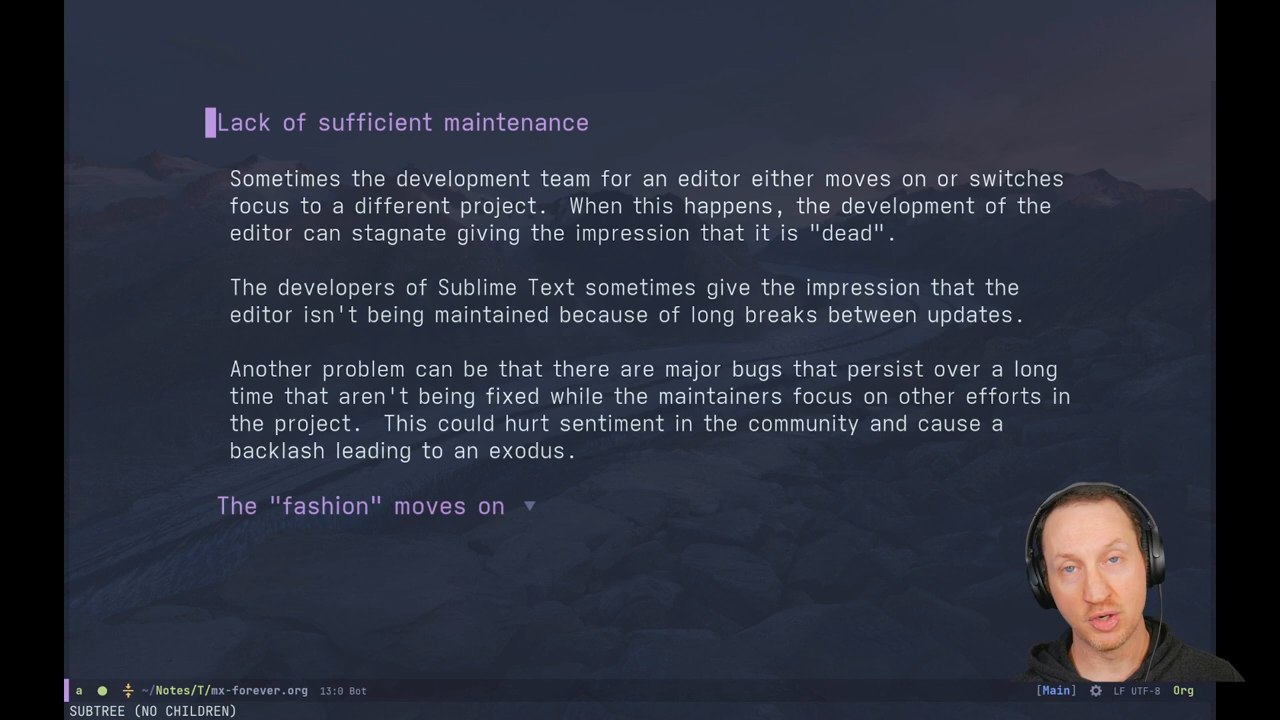 Lack of sufficient maintenance
Sometimes the development team for an editor either moves on or switches
focus to a different project.  When this happens, the development of the
editor can stagnate giving the impression that it is "dead".
The developers of Sublime Text sometimes give the impression that the
editor isn't being maintained because of long breaks between updates.
Another problem can be that there are major bugs that persist over a long
time that aren't being fixed while the maintainers focus on other efforts in
the project.  This could hurt sentiment in the community and cause a
backlash leading to an exodus.
The "fashion" moves on ▼
a ~/Notes/T/mx-forever.org 13:0 Bot [Main] LF UTF-8 Org
SUBTREE (NO CHILDREN)